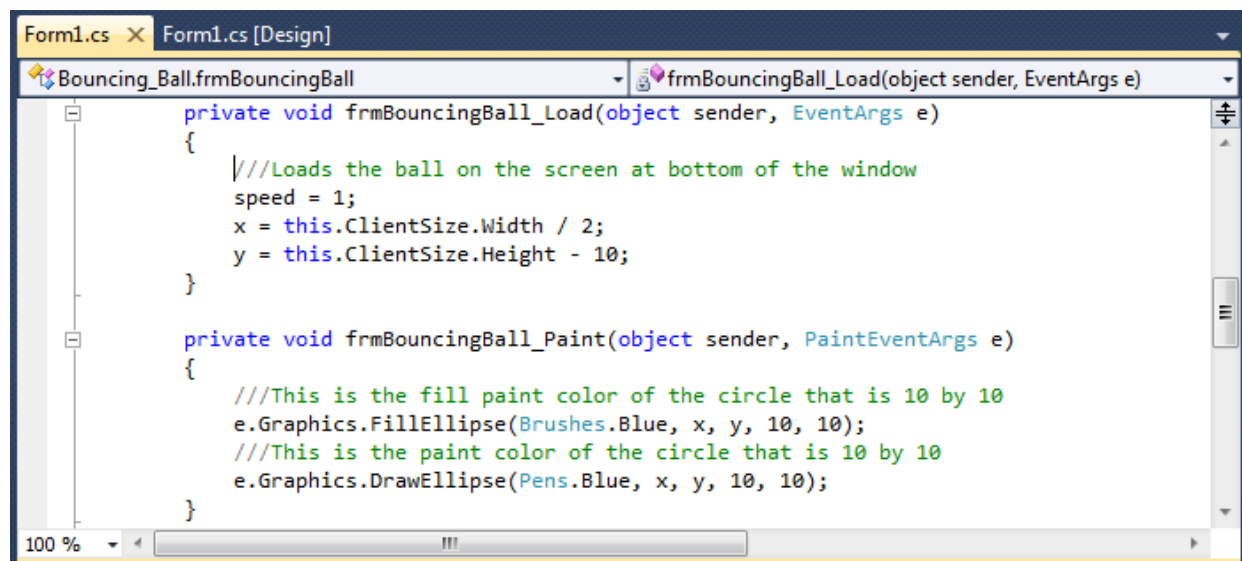 Form1.cs Form1.cs [Design]
Bouncing_Ball.frmBouncingBall frmBouncingBall_Load(object sender, EventArgs e)
private void frmBouncingBall_Load(object sender, EventArgs e)
{
///Loads the ball on the screen at bottom of the window
speed = 1;
x = this.ClientSize.Width / 2;
y = this.ClientSize.Height - 10;
}
private void frmBouncingBall_Paint(object sender, PaintEventArgs e)
{
///This is the fill paint color of the circle that is 10 by 10
e.Graphics.FillEllipse(Brushes.Blue, x, y, 10, 10);
///This is the paint color of the circle that is 10 by 10
e.Graphics.DrawEllipse(Pens.Blue, x, y, 10, 10);
}
100 %